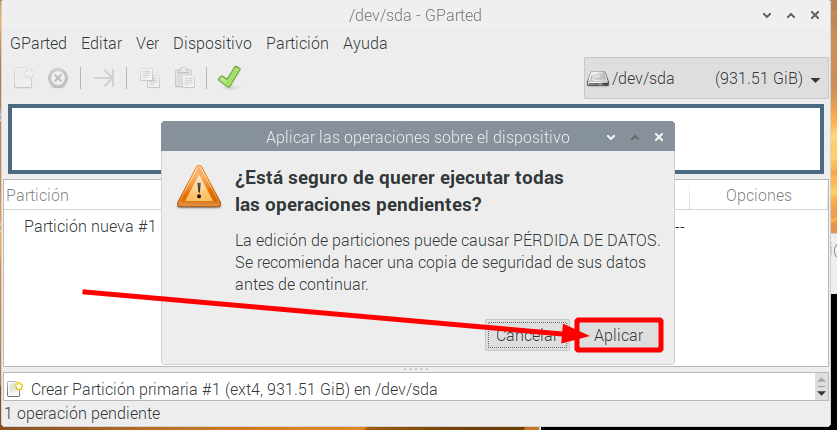 /dev/sda - GParted
GParted Editar Ver Dispositivo Partición Ayuda
/dev/sda (931.51 GiB)
Aplicar las operaciones sobre el dispositivo
Partición
Opciones
¿Está seguro de querer ejecutar todas
las operaciones pendientes?
Partición nueva #1
--
La edición de particiones puede causar PÉRDIDA DE DATOS.
Se recomienda hacer una copia de seguridad de sus datos
antes de continuar.
Cancelar Aplicar
Crear Partición primaria #1 (ext4, 931.51 GiB) en /dev/sda
1 operación pendiente